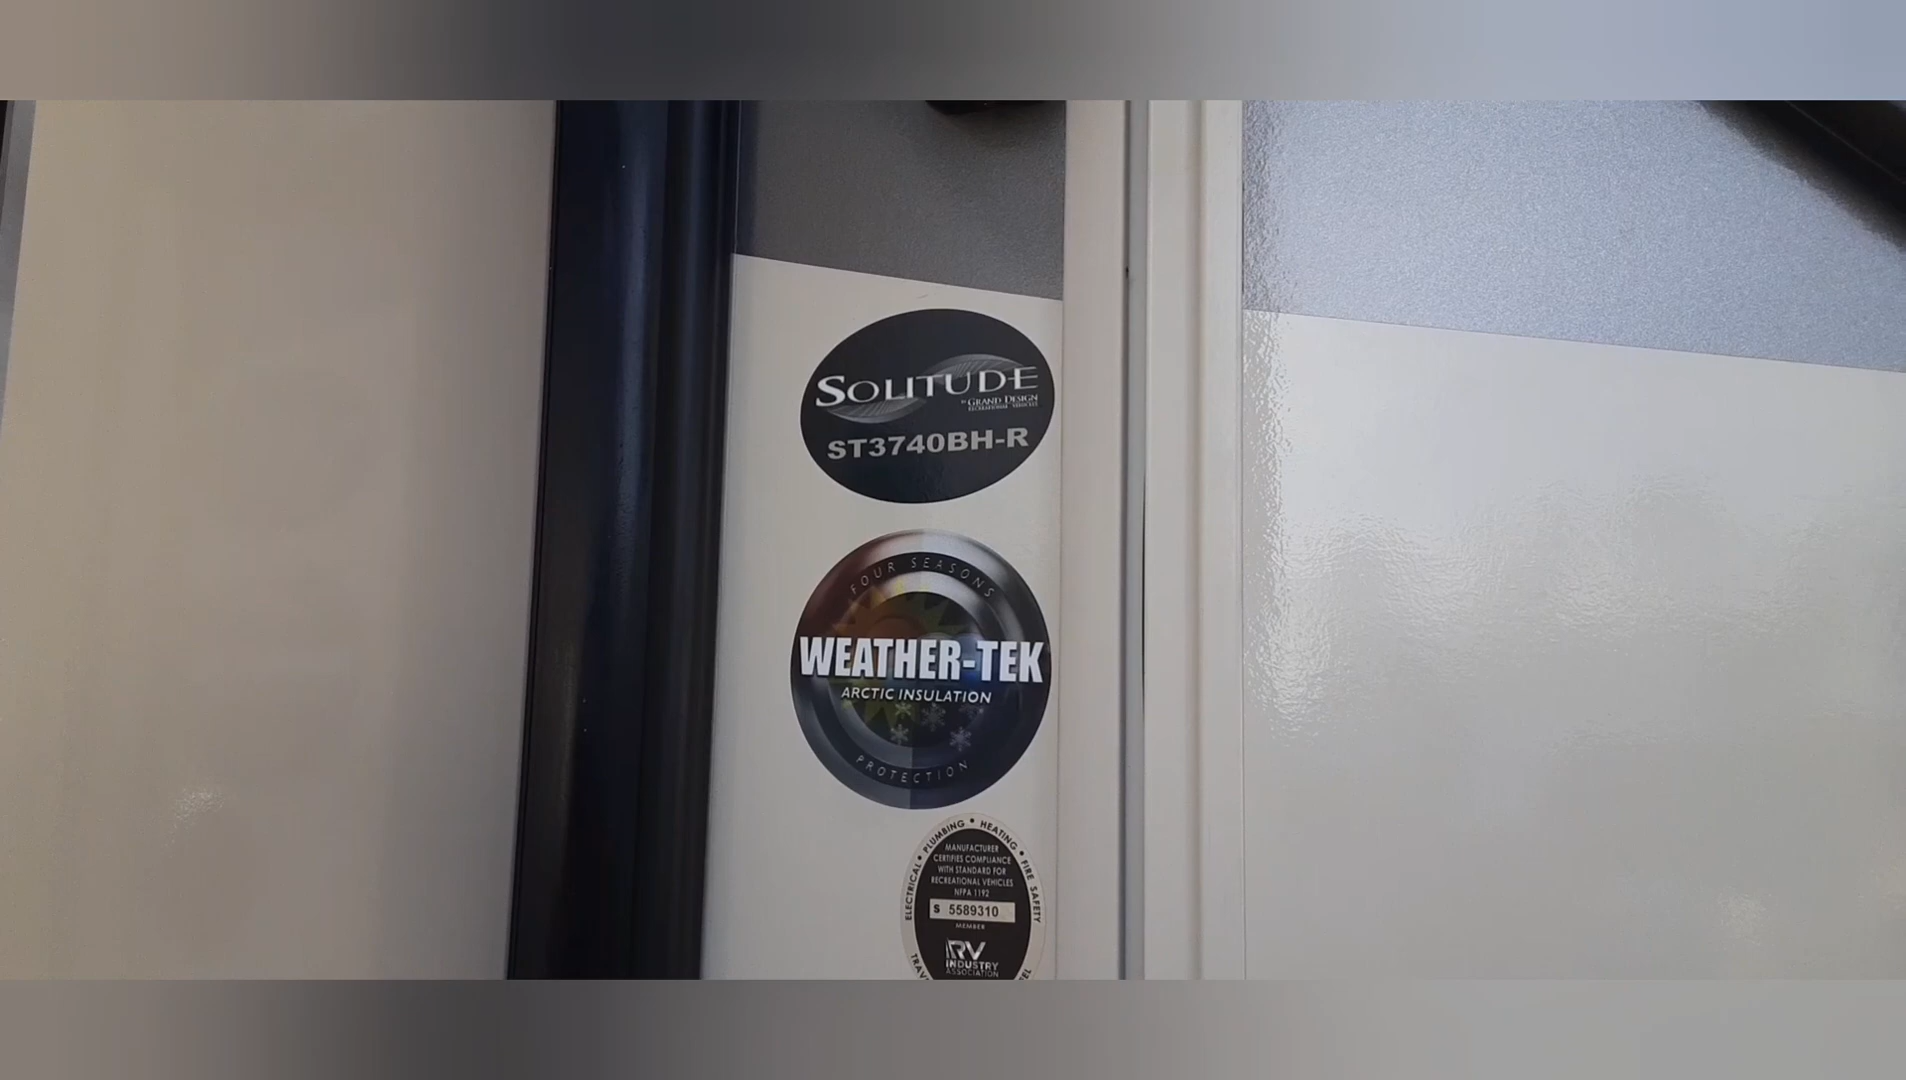 SOLITUDE
BY GRAND DESIGN
RECREATIONAL VEHICLES
ST3740BH-R
FOUR SEASONS
WEATHER-TEK
ARCTIC INSULATION
PROTECTION
ELECTRICAL • PLUMBING • HEATING • FIRE SAFETY
MANUFACTURER
CERTIFIES COMPLIANCE
WITH STANDARD FOR
RECREATIONAL VEHICLES
NFPA 1192
S 5589310
MEMBER
RV
INDUSTRY
ASSOCIATION